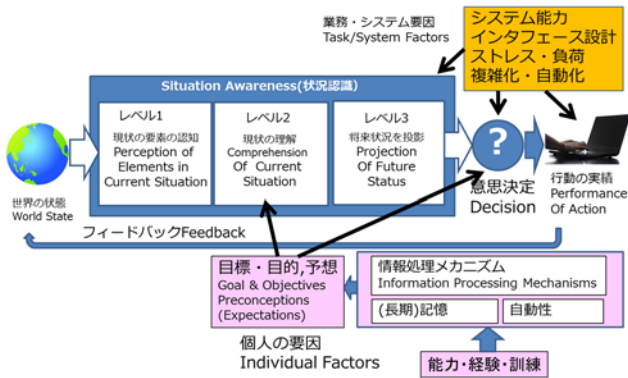 業務・システム要因
Task/System Factors
システム能力
インタフェース設計
ストレス・負荷
複雑化・自動化
Situation Awareness(状況認識)
レベル1
現状の要素の認知
Perception of
Elements in
Current Situation
レベル2
現状の理解
Comprehension
Of Current
Situation
レベル3
将来状況を投影
Projection
Of Future
Status
?
世界の状態
World State
意思決定
Decision
行動の実績
Performance
Of Action
フィードバックFeedback
目標・目的,予想
Goal & Objectives
Preconceptions
(Expectations)
個人の要因
Individual Factors
情報処理メカニズム
Information Processing Mechanisms
(長期)記憶
自動性
能力・経験・訓練